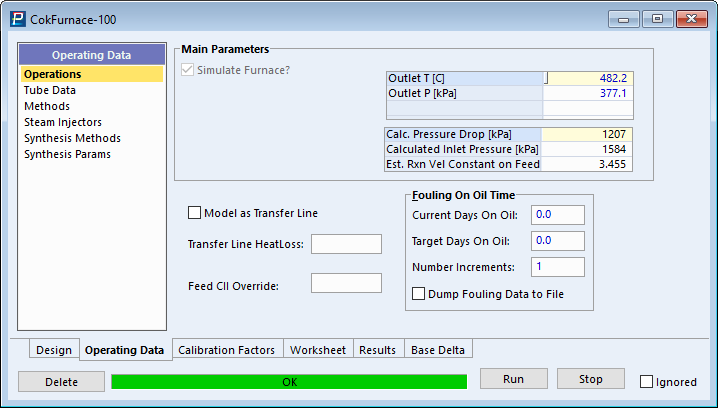 CokFurnace-100
Operating Data
Operations
Tube Data
Methods
Steam Injectors
Synthesis Methods
Synthesis Params
Main Parameters
Simulate Furnace?
Outlet T [C] 482.2
Outlet P [kPa] 377.1
Calc. Pressure Drop [kPa] 1207
Calculated Inlet Pressure [kPa] 1584
Est. Rxn Vel Constant on Feed 3.455
Model as Transfer Line
Transfer Line HeatLoss:
Feed CII Override:
Fouling On Oil Time
Current Days On Oil: 0.0
Target Days On Oil: 0.0
Number Increments: 1
Dump Fouling Data to File
Design Operating Data Calibration Factors Worksheet Results Base Delta
Delete OK Run Stop Ignored